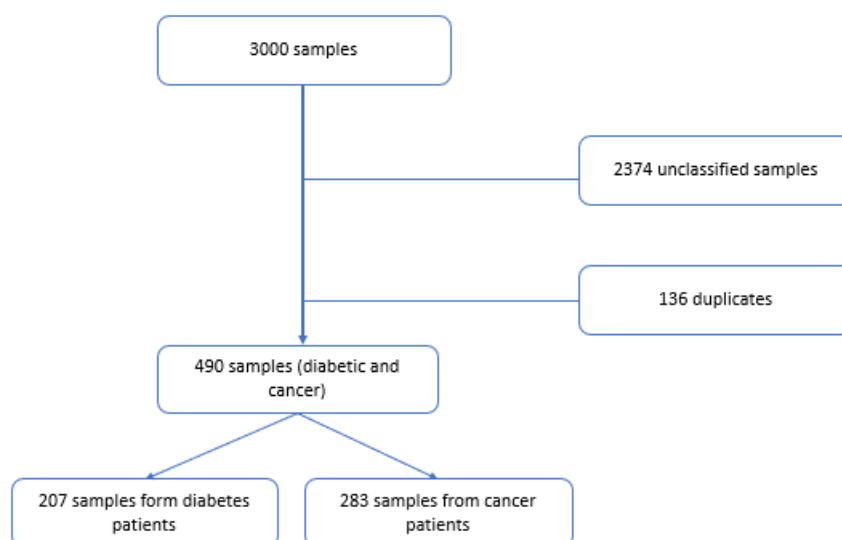 3000 samples
2374 unclassified samples
136 duplicates
490 samples (diabetic and
cancer)
207 samples form diabetes
patients
283 samples from cancer
patients